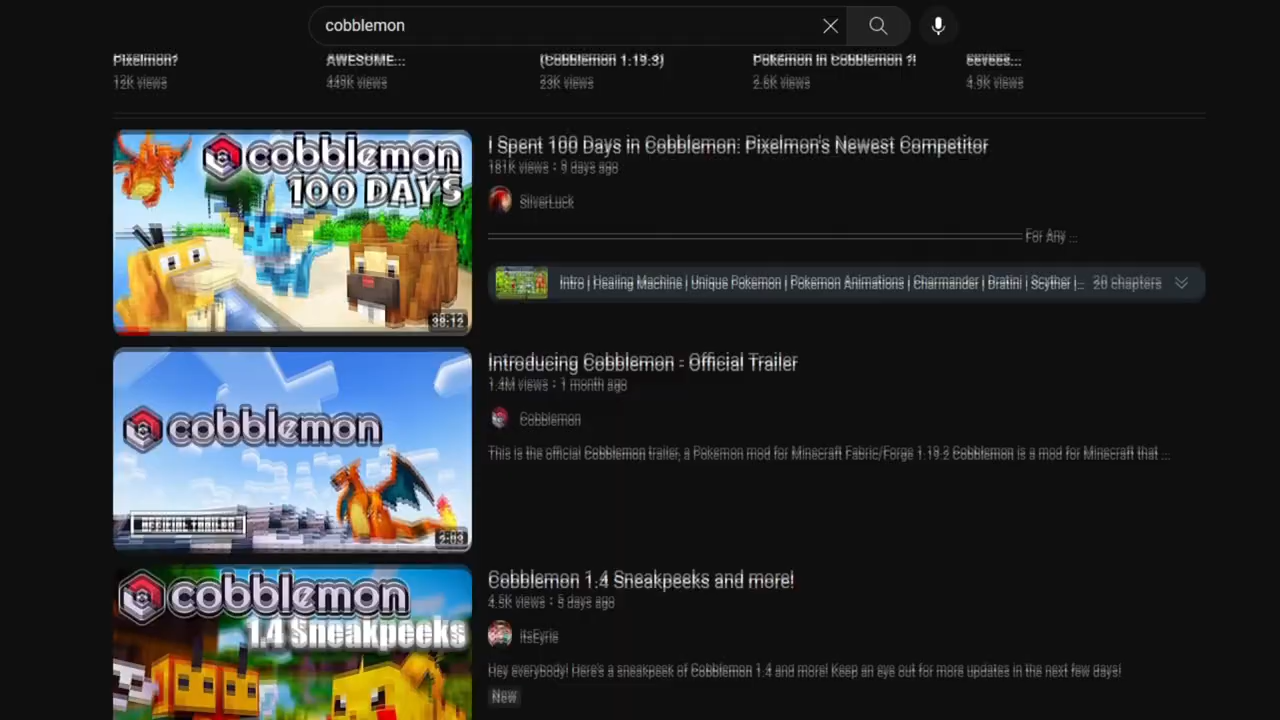 cobblemon
Pixelmon?
AWESOME...
(Cobblemon 1.19.3)
Pokemon in Cobblemon ?!
eevees...
12K views
449K views
23K views
2.6K views
4.9K views
cobblemon
100 DAYS
38:12
I Spent 100 Days in Cobblemon: Pixelmon's Newest Competitor
181K views • 9 days ago
SilverLuck
For Any ...
Intro | Healing Machine | Unique Pokemon | Pokemon Animations | Charmander | Dratini | Scyther |... 20 chapters
cobblemon
OFFICIAL TRAILER
2:03
Introducing Cobblemon - Official Trailer
1.4M views • 1 month ago
Cobblemon
This is the official Cobblemon trailer, a Pokemon mod for Minecraft Fabric/Forge 1.19.2 Cobblemon is a mod for Minecraft that ...
cobblemon
1.4 Sneakpeeks
Cobblemon 1.4 Sneakpeeks and more!
4.5K views • 5 days ago
ItsEyrie
Hey everybody! Here's a sneakpeek of Cobblemon 1.4 and more! Keep an eye out for more updates in the next few days!
New